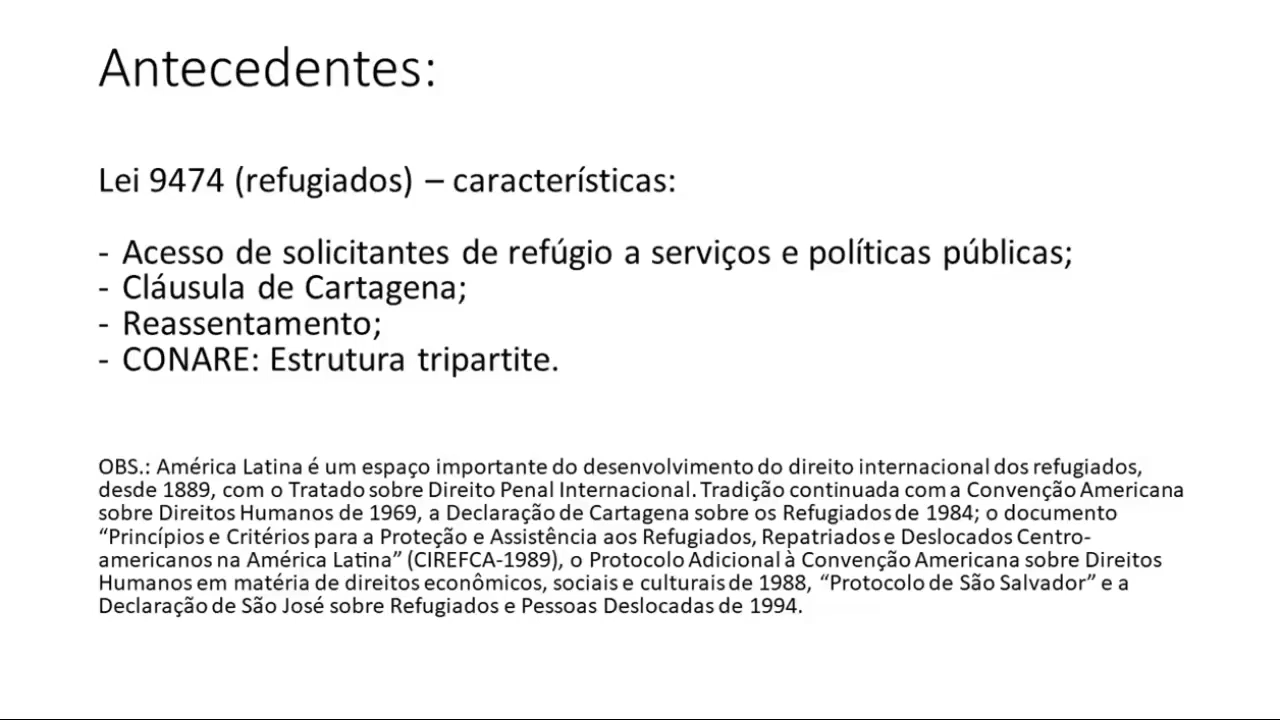 Antecedentes:
Lei 9474 (refugiados) – características:
- Acesso de solicitantes de refúgio a serviços e políticas públicas;
- Cláusula de Cartagena;
- Reassentamento;
- CONARE: Estrutura tripartite.
OBS.: América Latina é um espaço importante do desenvolvimento do direito internacional dos refugiados,
desde 1889, com o Tratado sobre Direito Penal Internacional. Tradição continuada com a Convenção Americana
sobre Direitos Humanos de 1969, a Declaração de Cartagena sobre os Refugiados de 1984; o documento
“Princípios e Critérios para a Proteção e Assistência aos Refugiados, Repatriados e Deslocados Centro-
americanos na América Latina” (CIREFCA-1989), o Protocolo Adicional à Convenção Americana sobre Direitos
Humanos em matéria de direitos econômicos, sociais e culturais de 1988, “Protocolo de São Salvador” e a
Declaração de São José sobre Refugiados e Pessoas Deslocadas de 1994.